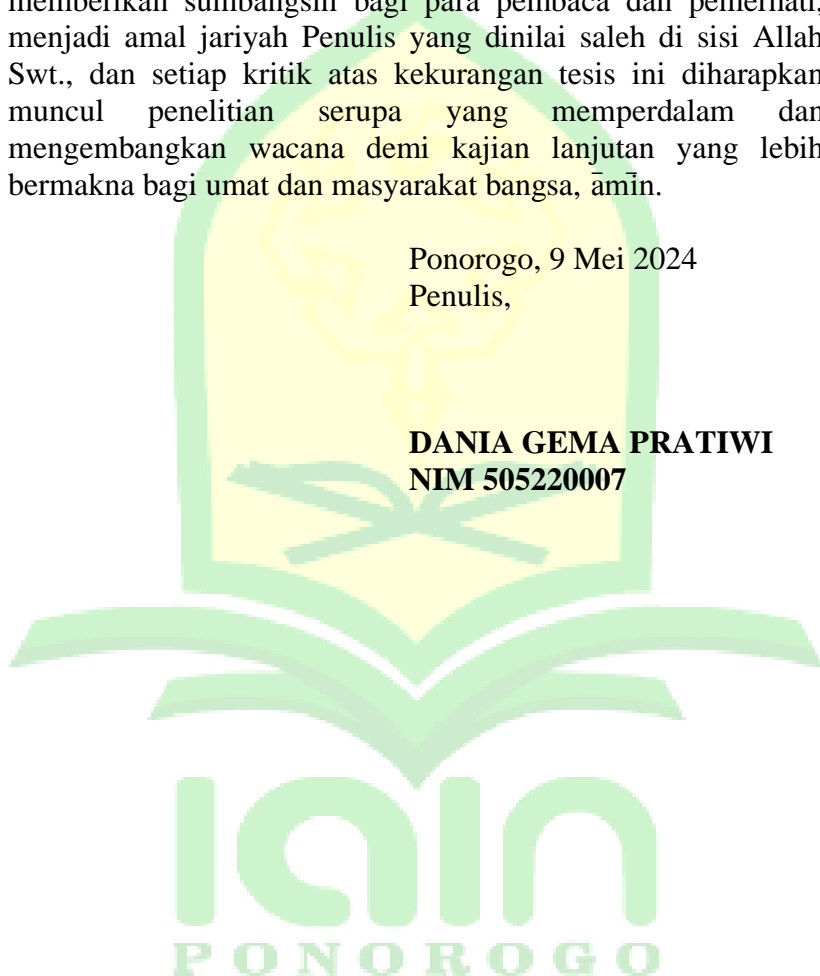 memberikan sumbangsih bagi para pembaca dan pemerhati,
menjadi amal jariyah Penulis yang dinilai saleh di sisi Allah
Swt., dan setiap kritik atas kekurangan tesis ini diharapkan
muncul penelitian serupa yang memperdalam dan
mengembangkan wacana demi kajian lanjutan yang lebih
bermakna bagi umat dan masyarakat bangsa, āmīn.
Ponorogo, 9 Mei 2024
Penulis,
DANIA GEMA PRATIWI
NIM 505220007
iain
PONOROGO